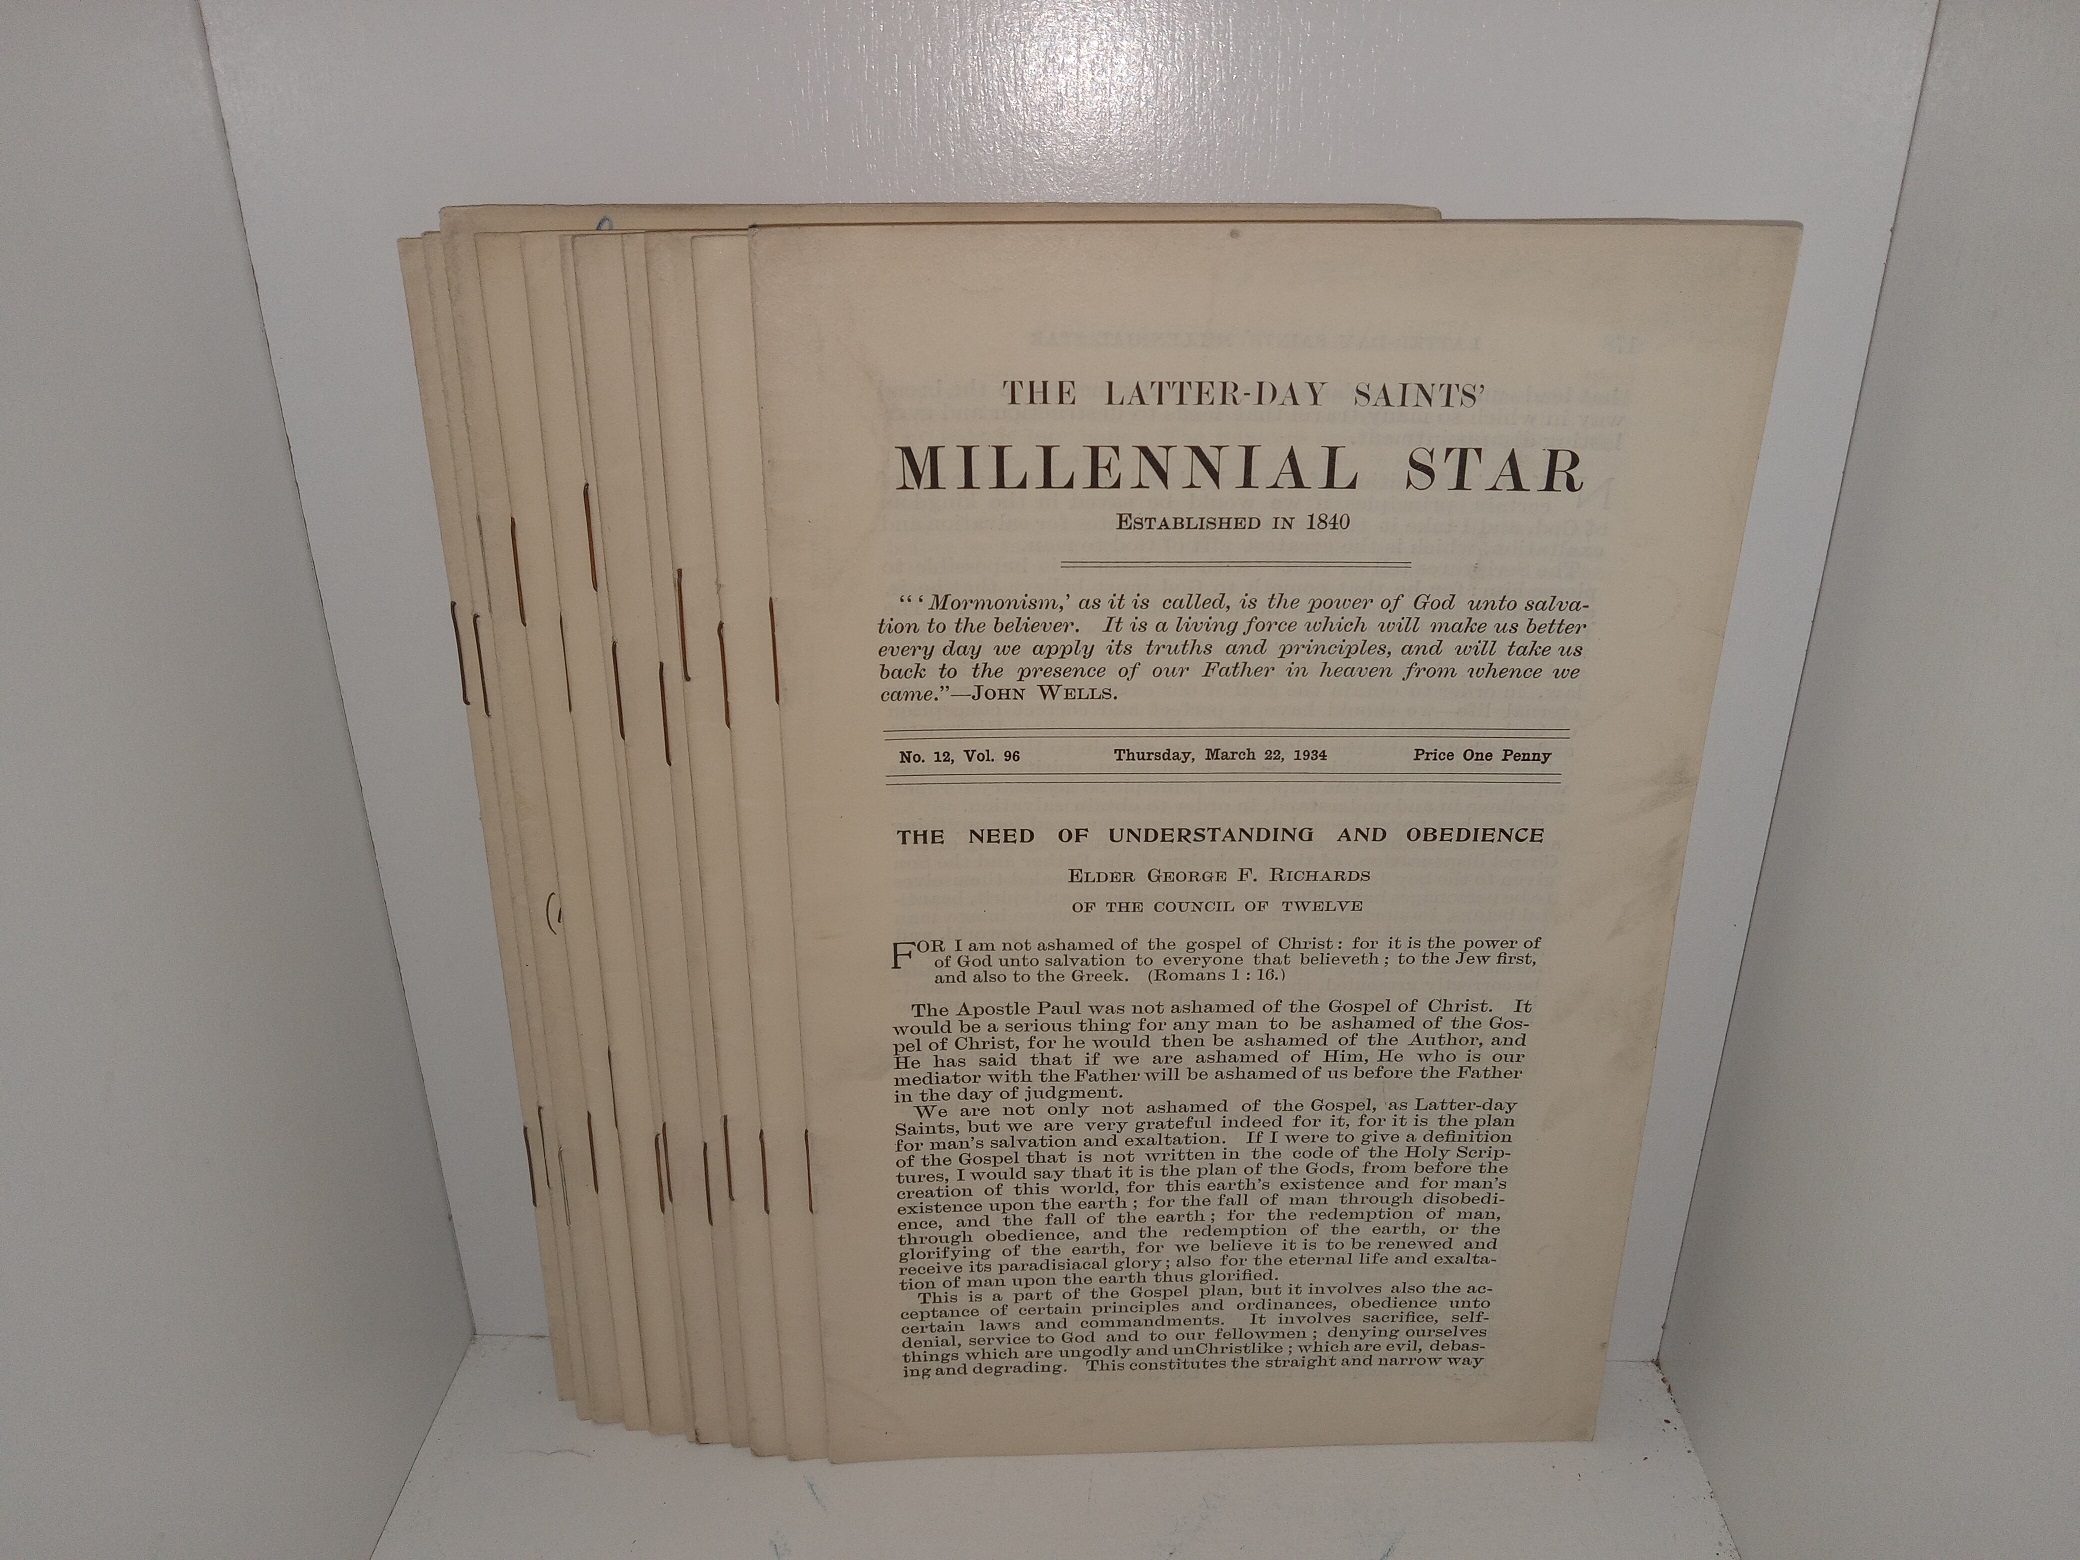 THE LATTER-DAY SAINTS'
MILLENNIAL STAR
ESTABLISHED IN 1840
"'Mormonism,' as it is called, is the power of God unto salva-
tion to the believer. It is a living force which will make us better
every day we apply its truths and principles, and will take us
back to the presence of our Father in heaven from whence we
came."—JOHN WELLS.
No. 12, Vol. 96 Thursday, March 22, 1934 Price One Penny
THE NEED OF UNDERSTANDING AND OBEDIENCE
ELDER GEORGE F. RICHARDS
OF THE COUNCIL OF TWELVE
FOR I am not ashamed of the gospel of Christ: for it is the power of
of God unto salvation to everyone that believeth; to the Jew first,
and also to the Greek. (Romans 1: 16.)
The Apostle Paul was not ashamed of the Gospel of Christ. It
would be a serious thing for any man to be ashamed of the Gos-
pel of Christ, for he would then be ashamed of the Author, and
He has said that if we are ashamed of Him, He who is our
mediator with the Father will be ashamed of us before the Father
in the day of judgment.
We are not only not ashamed of the Gospel, as Latter-day
Saints, but we are very grateful indeed for it, for it is the plan
for man's salvation and exaltation. If I were to give a definition
of the Gospel that is not written in the code of the Holy Scrip-
tures, I would say that it is the plan of the Gods, from before the
creation of this world, for this earth's existence and for man's
existence upon the earth; for the fall of man through disobedi-
ence, and the fall of the earth; for the redemption of man,
through obedience, and the redemption of the earth, or the
glorifying of the earth, for we believe it is to be renewed and
receive its paradisiacal glory; also for the eternal life and exalta-
tion of man upon the earth thus glorified.
This is a part of the Gospel plan, but it involves also the ac-
ceptance of certain principles and ordinances, obedience unto
certain laws and commandments. It involves sacrifice, self-
denial, service to God and to our fellowmen; denying ourselves
things which are ungodly and unChristlike; which are evil, debas-
ing and degrading. This constitutes the straight and narrow way